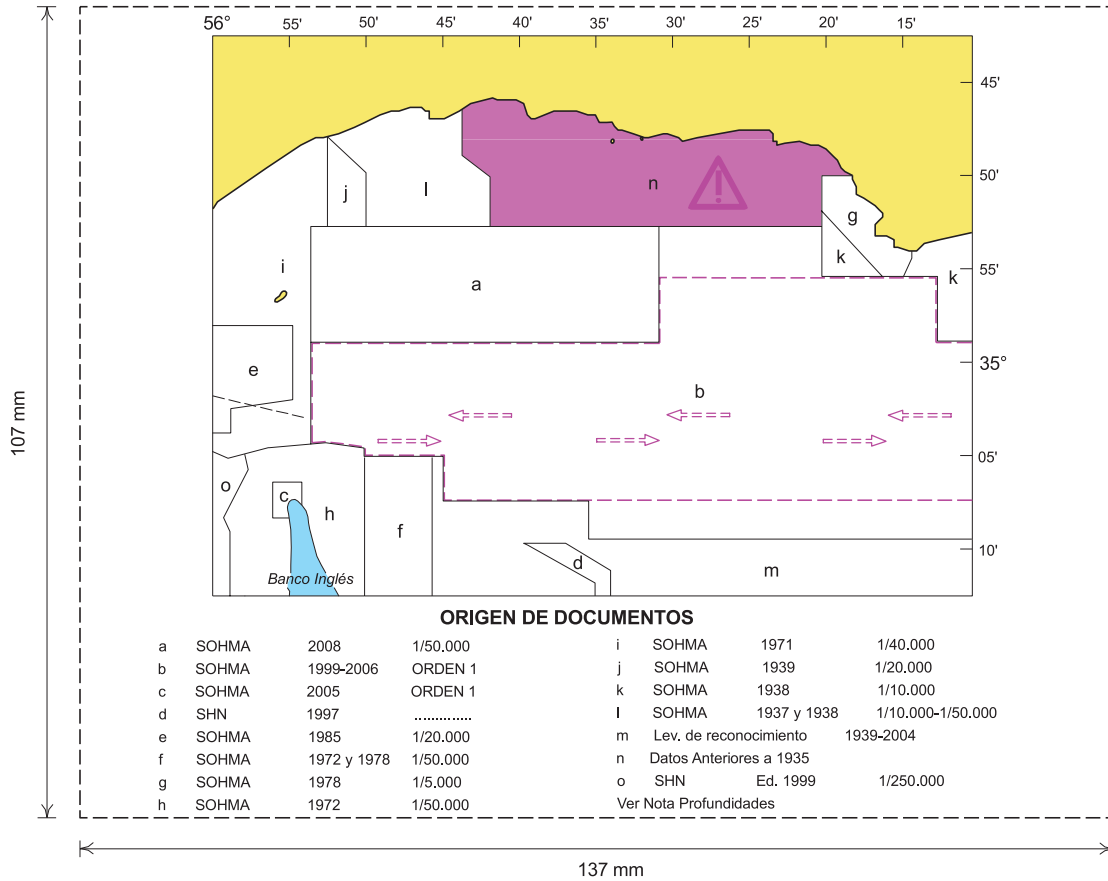 56° 55' 50' 45' 40' 35' 30' 25' 20' 15'
45'
50'
55'
35°
05'
10'
107 mm
j
l
n
g
k
k
i
a
e
b
o
c
h
f
d
m
Banco Inglés
ORIGEN DE DOCUMENTOS
a SOHMA 2008 1/50.000
b SOHMA 1999-2006 ORDEN 1
c SOHMA 2005 ORDEN 1
d SHN 1997 ..............
e SOHMA 1985 1/20.000
f SOHMA 1972 y 1978 1/50.000
g SOHMA 1978 1/5.000
h SOHMA 1972 1/50.000
i SOHMA 1971 1/40.000
j SOHMA 1939 1/20.000
k SOHMA 1938 1/10.000
l SOHMA 1937 y 1938 1/10.000-1/50.000
m Lev. de reconocimiento 1939-2004
n Datos Anteriores a 1935
o SHN Ed. 1999 1/250.000
Ver Nota Profundidades
137 mm